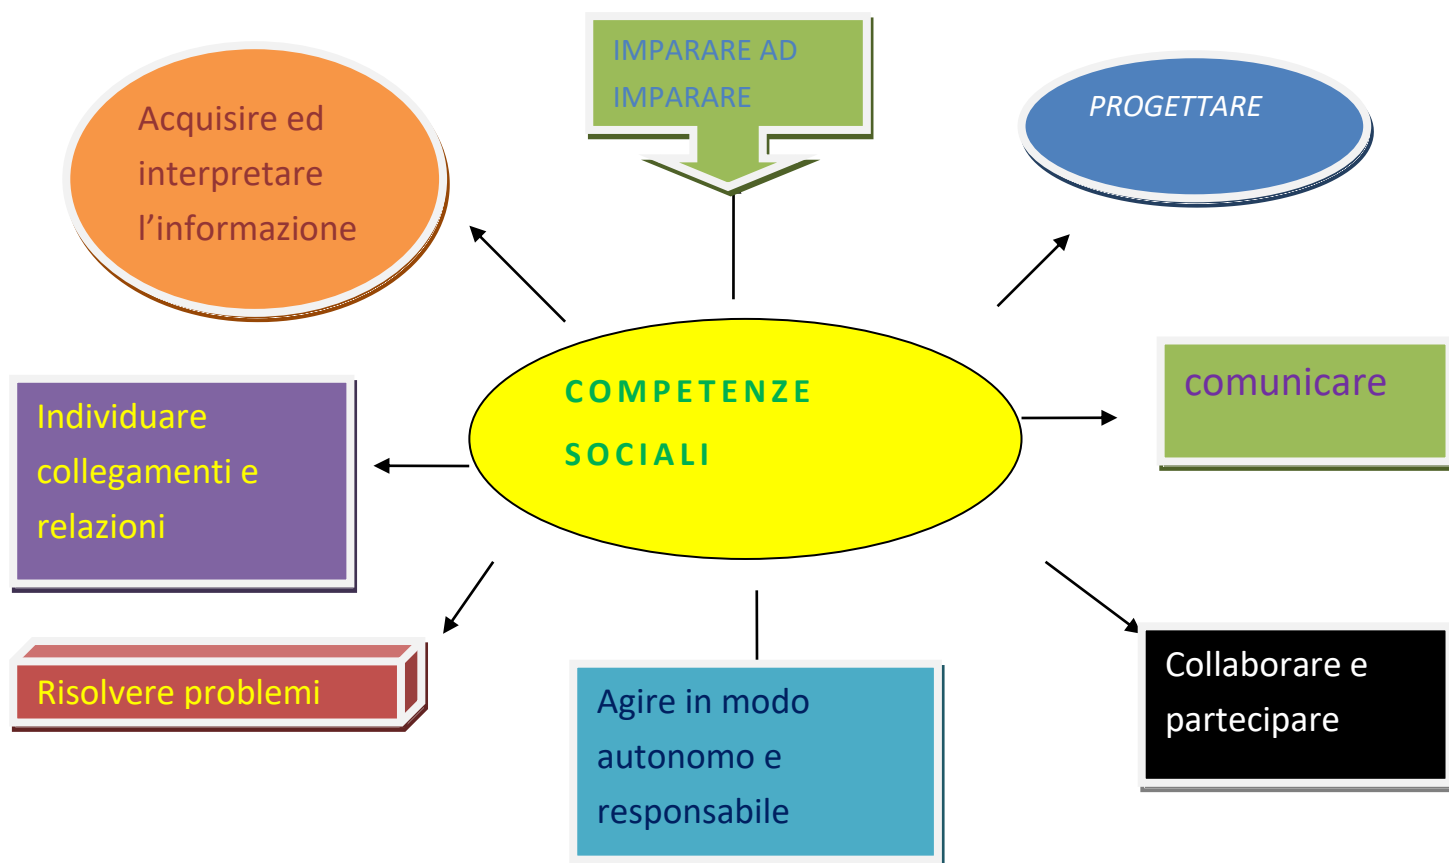 IMPARARE AD
IMPARARE
Acquisire ed
interpretare
l’informazione
PROGETTARE
COMPETENZE
SOCIALI
comunicare
Individuare
collegamenti e
relazioni
Risolvere problemi
Agire in modo
autonomo e
responsabile
Collaborare e
partecipare